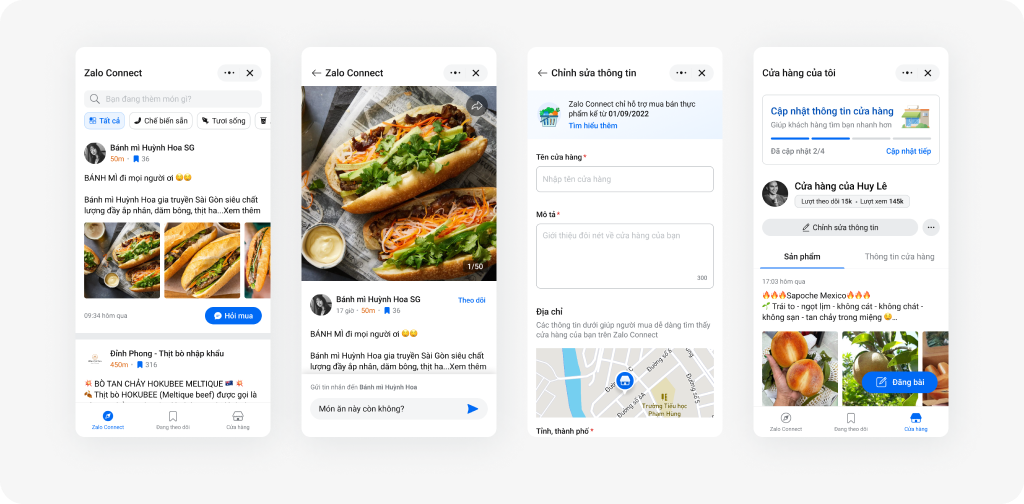 Zalo Connect
Bạn đang thèm món gì?
Tất cả
Chế biến sẵn
Tươi sống
Bánh mì Huỳnh Hoa SG
50m · 36
BÁNH MÌ đi mọi người ơi 😆😆
Bánh mì Huỳnh Hoa gia truyền Sài Gòn siêu chất
lượng đầy ắp nhân, dăm bông, thịt ha...Xem thêm
09:34 hôm qua
Hỏi mua
Đỉnh Phong - Thịt bò nhập khẩu
450m · 316
💥 BÒ TAN CHẢY HOKUBEE MELTIQUE 🇦🇺 💥
Thịt bò HOKUBEE (Meltique beef) được gọi là
Zalo Connect
Đang theo dõi
Cửa hàng
Zalo Connect
1/50
Bánh mì Huỳnh Hoa SG
Theo dõi
17 giờ · 50m · 36
BÁNH MÌ đi mọi người ơi 😆😆
Bánh mì Huỳnh Hoa gia truyền Sài Gòn siêu chất
lượng đầy ắp nhân, dăm bông, thịt ha...Xem thêm
Gửi tin nhắn đến Bánh mì Huỳnh Hoa
Món ăn này còn không?
Chỉnh sửa thông tin
Zalo Connect chỉ hỗ trợ mua bán thực
phẩm kể từ 01/09/2022
Tìm hiểu thêm
Tên cửa hàng *
Nhập tên cửa hàng
Mô tả *
Giới thiệu đôi nét về cửa hàng của bạn
300
Địa chỉ
Các thông tin dưới giúp người mua dễ dàng tìm thấy
cửa hàng của bạn trên Zalo Connect
Đường số 5
Đường số 9
Đường số 6A
Trường Tiểu học
Phạm Hùng
Tỉnh, thành phố *
Cửa hàng của tôi
Cập nhật thông tin cửa hàng
Giúp khách hàng tìm bạn nhanh hơn
Đã cập nhật 2/4
Cập nhật tiếp
Cửa hàng của Huy Lê
Lượt theo dõi 15k · Lượt xem 145k
Chỉnh sửa thông tin
Sản phẩm
Thông tin cửa hàng
17:03 hôm qua
🔥🔥🔥Sapoche Mexico🔥🔥🔥
🌱 Trái to - ngọt lịm - không cát - không chát -
không sạn - tan chảy trong miệng 😆...
Đăng bài
Zalo Connect
Đang theo dõi
Cửa hàng